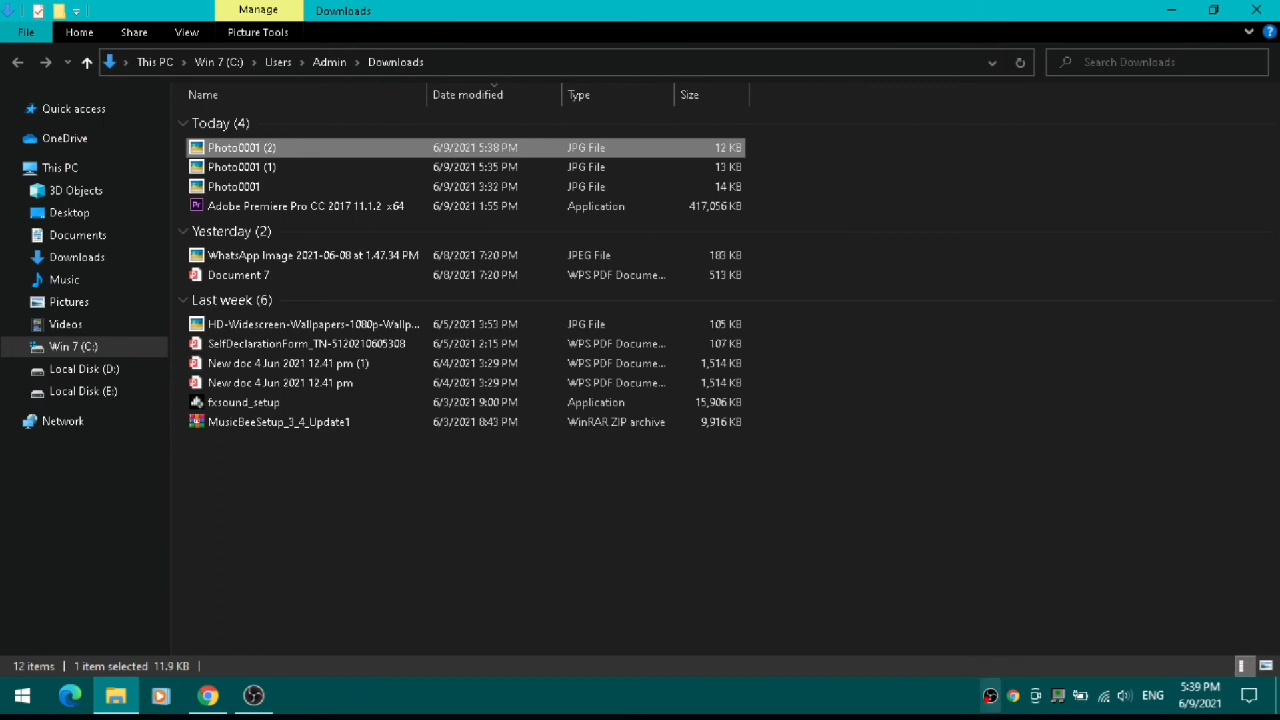 Manage
Downloads
File
Home
Share
View
Picture Tools
This PC
Win 7 (C:)
Users
Admin
Downloads
Search Downloads
Name
Date modified
Type
Size
Quick access
OneDrive
This PC
3D Objects
Desktop
Documents
Downloads
Music
Pictures
Videos
Win 7 (C:)
Local Disk (D:)
Local Disk (E:)
Network
Today (4)
Photo0001 (2) 6/9/2021 5:38 PM JPG File 12 KB
Photo0001 (1) 6/9/2021 5:35 PM JPG File 13 KB
Photo0001 6/9/2021 3:32 PM JPG File 14 KB
Adobe Premiere Pro CC 2017 11.1.2 x64 6/9/2021 1:55 PM Application 417,056 KB
Yesterday (2)
WhatsApp Image 2021-06-08 at 1.47.34 PM 6/8/2021 7:20 PM JPEG File 183 KB
Document 7 6/8/2021 7:20 PM WPS PDF Docume... 513 KB
Last week (6)
HD-Widescreen-Wallpapers-1080p-Wallp... 6/5/2021 3:53 PM JPG File 105 KB
SelfDeclarationForm_TN-5120210605308 6/5/2021 2:15 PM WPS PDF Docume... 107 KB
New doc 4 Jun 2021 12.41 pm (1) 6/4/2021 3:29 PM WPS PDF Docume... 1,514 KB
New doc 4 Jun 2021 12.41 pm 6/4/2021 3:29 PM WPS PDF Docume... 1,514 KB
fxsound_setup 6/3/2021 9:00 PM Application 15,906 KB
MusicBeeSetup_3_4_Update1 6/3/2021 8:43 PM WinRAR ZIP archive 9,916 KB
12 items
1 item selected 11.9 KB
ENG
5:39 PM
6/9/2021